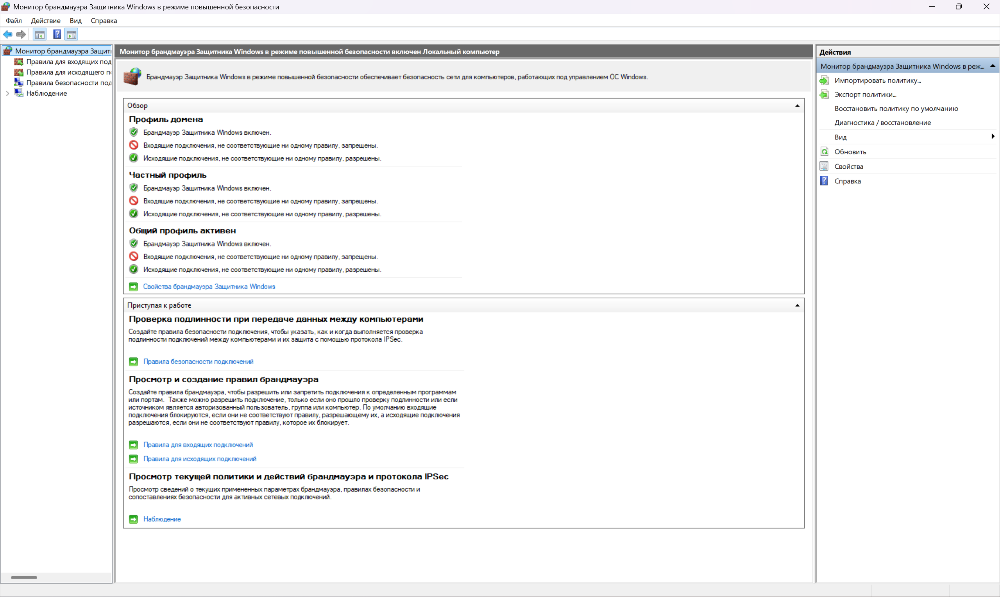 Монитор брандмауэра Защитника Windows в режиме повышенной безопасности
Файл Действие Вид Справка
Монитор брандмауэра Защит
Правила для входящих под
Правила для исходящего п
Правила безопасности под
Наблюдение
Монитор брандмауэра Защитника Windows в режиме повышенной безопасности включен Локальный компьютер
Брандмауэр Защитника Windows в режиме повышенной безопасности обеспечивает безопасность сети для компьютеров, работающих под управлением ОС Windows.
Обзор
Профиль домена
Брандмауэр Защитника Windows включен.
Входящие подключения, не соответствующие ни одному правилу, запрещены.
Исходящие подключения, не соответствующие ни одному правилу, разрешены.
Частный профиль
Брандмауэр Защитника Windows включен.
Входящие подключения, не соответствующие ни одному правилу, запрещены.
Исходящие подключения, не соответствующие ни одному правилу, разрешены.
Общий профиль активен
Брандмауэр Защитника Windows включен.
Входящие подключения, не соответствующие ни одному правилу, запрещены.
Исходящие подключения, не соответствующие ни одному правилу, разрешены.
Свойства брандмауэра Защитника Windows
Приступая к работе
Проверка подлинности при передаче данных между компьютерами
Создайте правила безопасности подключения, чтобы указать, как и когда выполняется проверка
подлинности подключений между компьютерами и их защита с помощью протокола IPSec.
Правила безопасности подключений
Просмотр и создание правил брандмауэра
Создайте правила брандмауэра, чтобы разрешить или запретить подключения к определенным программам
или портам. Также можно разрешить подключение, только если оно прошло проверку подлинности или если
источником является авторизованный пользователь, группа или компьютер. По умолчанию входящие
подключения блокируются, если они не соответствуют правилу, разрешающему их, а исходящие подключения
разрешаются, если они не соответствуют правилу, которое их блокирует.
Правила для входящих подключений
Правила для исходящих подключений
Просмотр текущей политики и действий брандмауэра и протокола IPSec
Просмотр сведений о текущих примененных параметрах брандмауэра, правилах безопасности и
сопоставлениях безопасности для активных сетевых подключений.
Наблюдение
Действия
Монитор брандмауэра Защитника Windows в реж...
Импортировать политику...
Экспорт политики...
Восстановить политику по умолчанию
Диагностика / восстановление
Вид
Обновить
Свойства
Справка